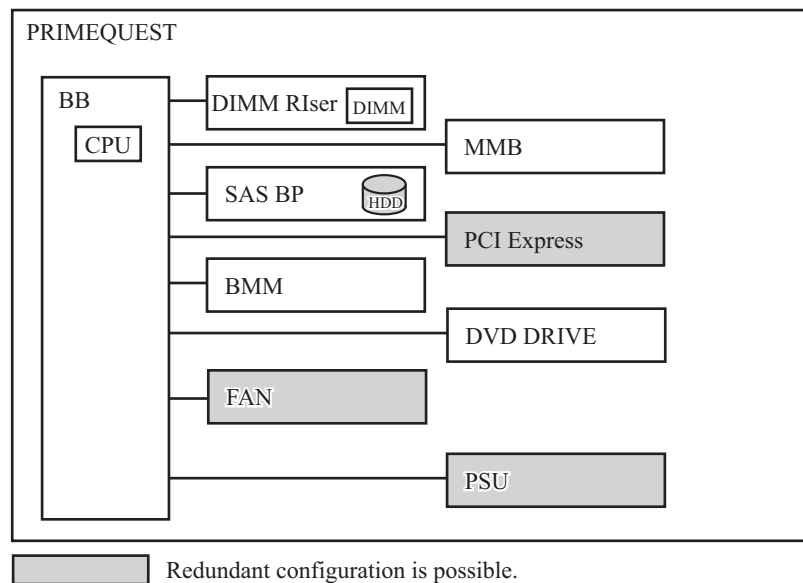 PRIMEQUEST
BB
CPU
DIMM RIser
DIMM
MMB
SAS BP
HDD
PCI Express
BMM
DVD DRIVE
FAN
PSU
Redundant configuration is possible.